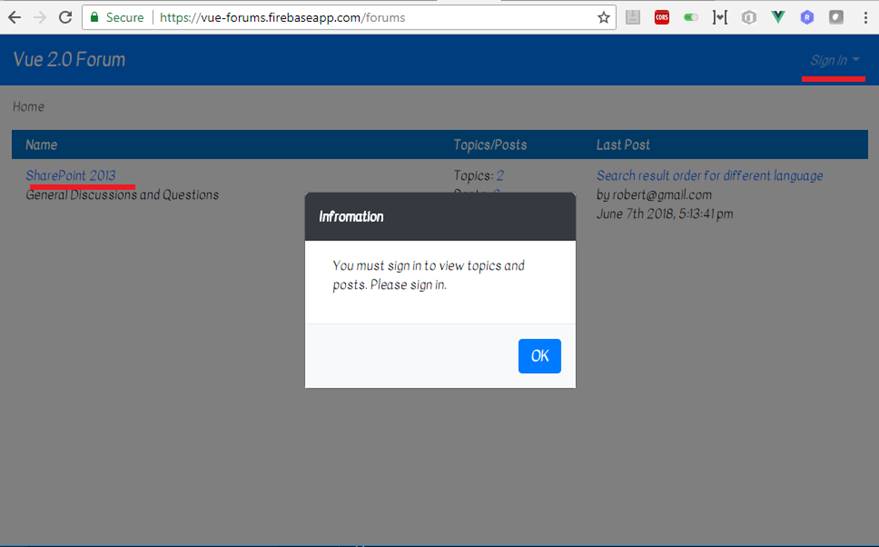 Secure https://vue-forums.firebaseapp.com/forums
CORS
Vue 2.0 Forum
Sign In
Home
Name Topics/Posts Last Post
SharePoint 2013 Topics: 2 Search result order for different language
General Discussions and Questions by robert@gmail.com
June 7th 2018, 5:13:41 pm
Infromation
You must sign in to view topics and
posts. Please sign in.
OK